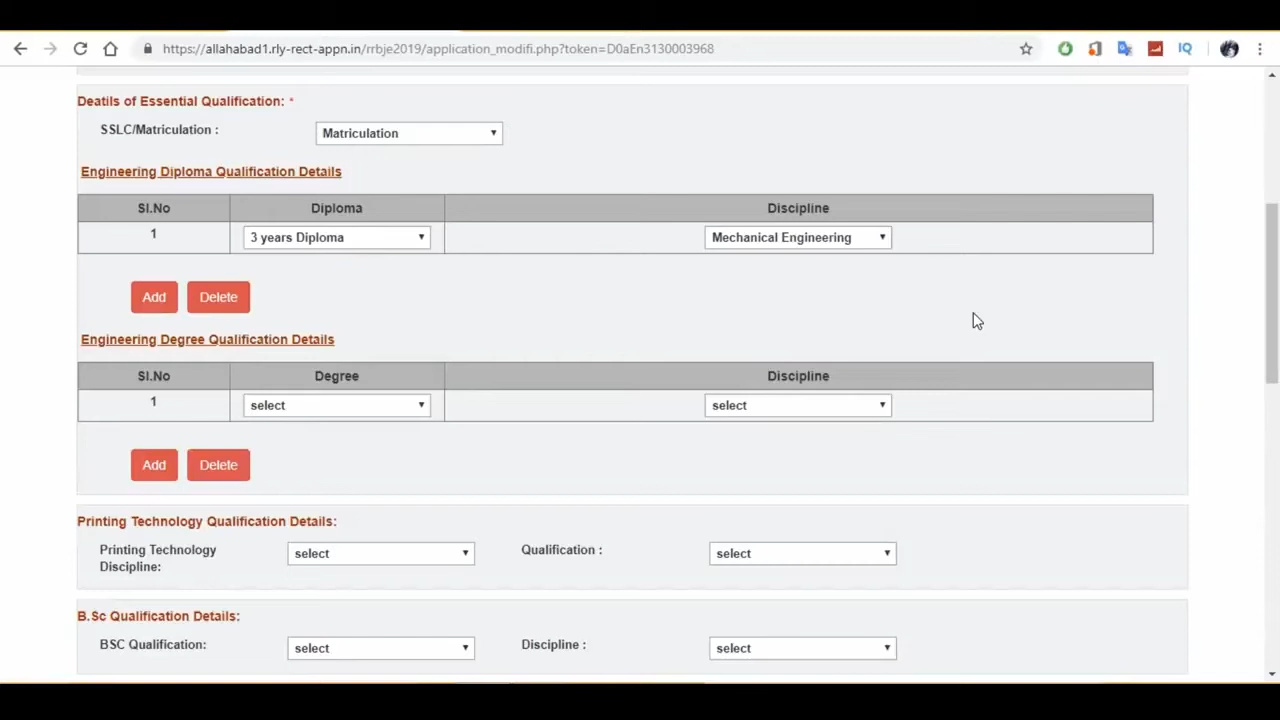 https://allahabad1.rly-rect-appn.in/rrbje2019/application_modifi.php?token=D0aEn3130003968
IQ
Deatils of Essential Qualification: *
SSLC/Matriculation : Matriculation
Engineering Diploma Qualification Details
Sl.No Diploma Discipline
1 3 years Diploma Mechanical Engineering
Add Delete
Engineering Degree Qualification Details
Sl.No Degree Discipline
1 select select
Add Delete
Printing Technology Qualification Details:
Printing Technology Discipline: select Qualification : select
B.Sc Qualification Details:
BSC Qualification: select Discipline : select